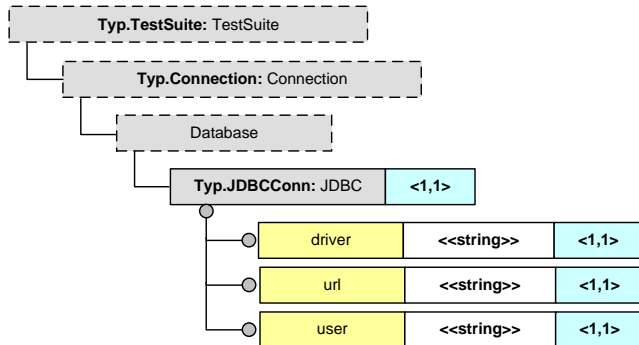 Typ.TestSuite: TestSuite
Typ.Connection: Connection
Database
Typ.JDBCConn: JDBC <1,1>
driver <<string>> <1,1>
url <<string>> <1,1>
user <<string>> <1,1>